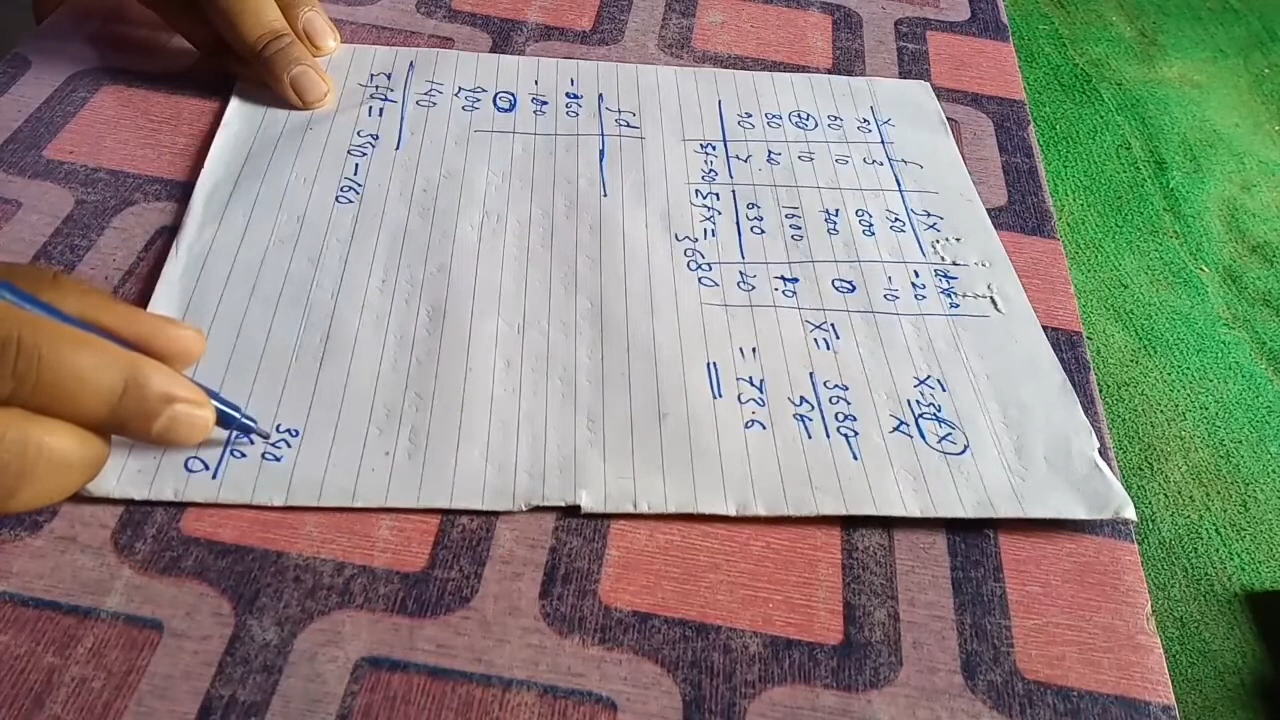 x f fx d=x-a
50 3 150 -20
60 10 600 -10
70 10 700 0
80 20 1600 10
90 7 630 20
Σf=50 Σfx=
3680
x̄=Σfx
N
x̄= 3680
50
= 73.6
fd
-100
0
200
140
Σfd= 340-160
340
160
0